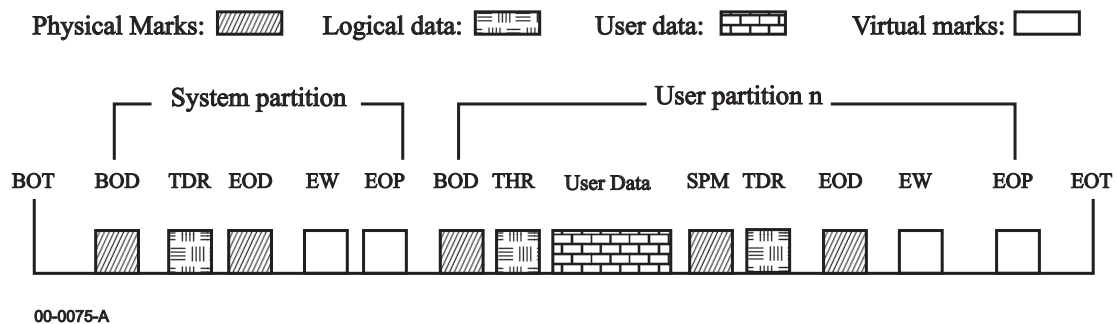 Physical Marks: Logical data: User data: Virtual marks:
System partition User partition n
BOT BOD TDR EOD EW EOP BOD THR User Data SPM TDR EOD EW EOP EOT
00-0075-A